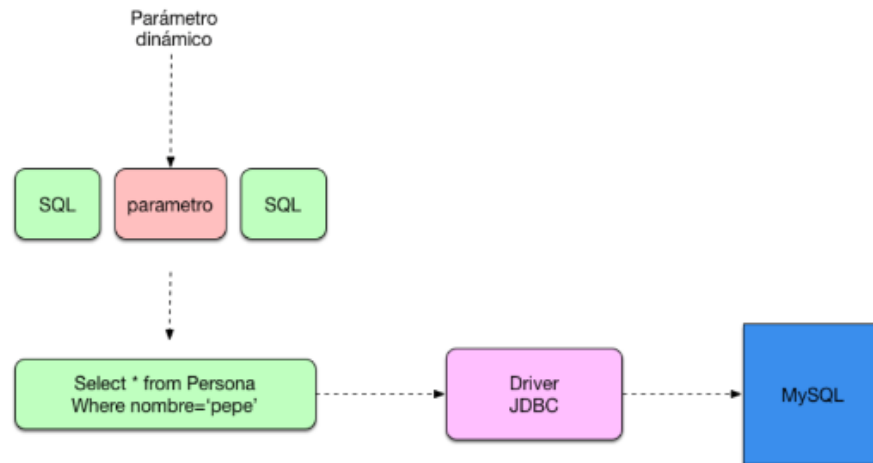 Parámetro
dinámico
SQL
parametro
SQL
Select * from Persona
Where nombre=‘pepe’
Driver
JDBC
MySQL